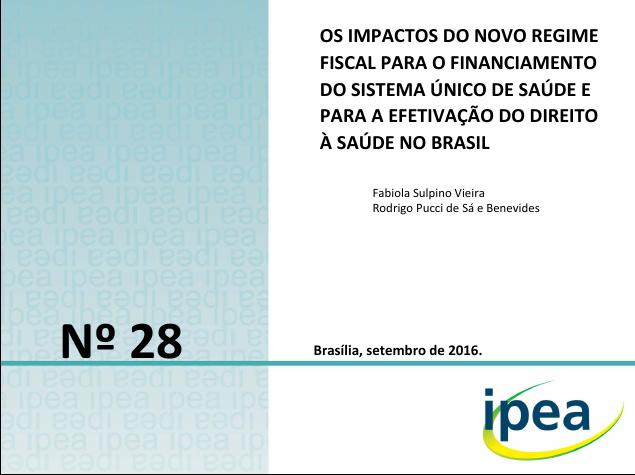 OS IMPACTOS DO NOVO REGIME
FISCAL PARA O FINANCIAMENTO
DO SISTEMA ÚNICO DE SAÚDE E
PARA A EFETIVAÇÃO DO DIREITO
À SAÚDE NO BRASIL
Fabiola Sulpino Vieira
Rodrigo Pucci de Sá e Benevides
Nº 28
Brasília, setembro de 2016.
ipea